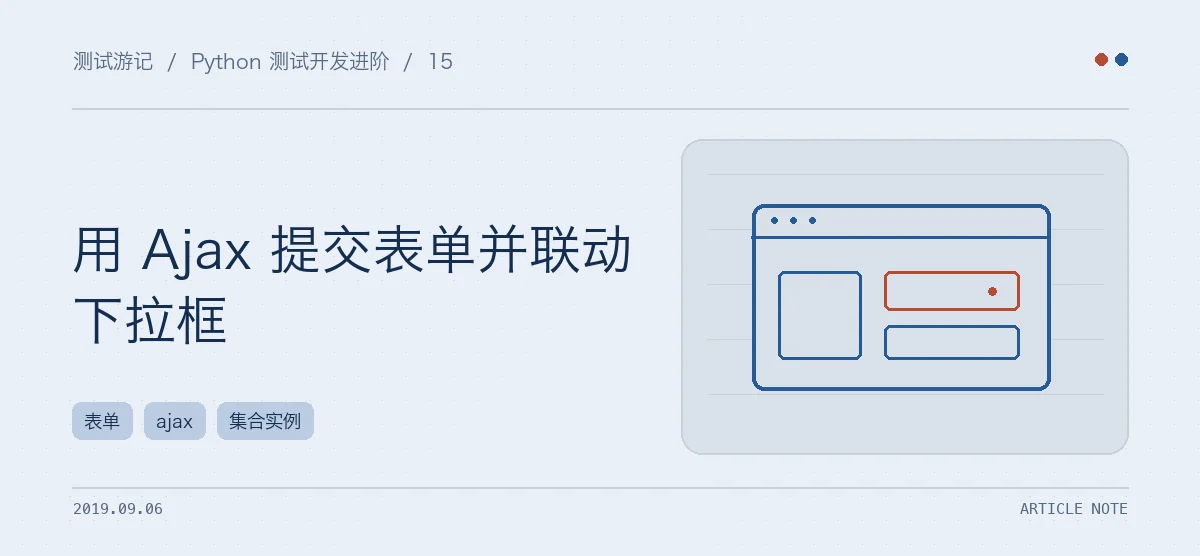 测试游记 / Python 测试开发进阶 / 15
用 Ajax 提交表单并联动
下拉框
表单 ajax 集合实例
2019.09.06 ARTICLE NOTE